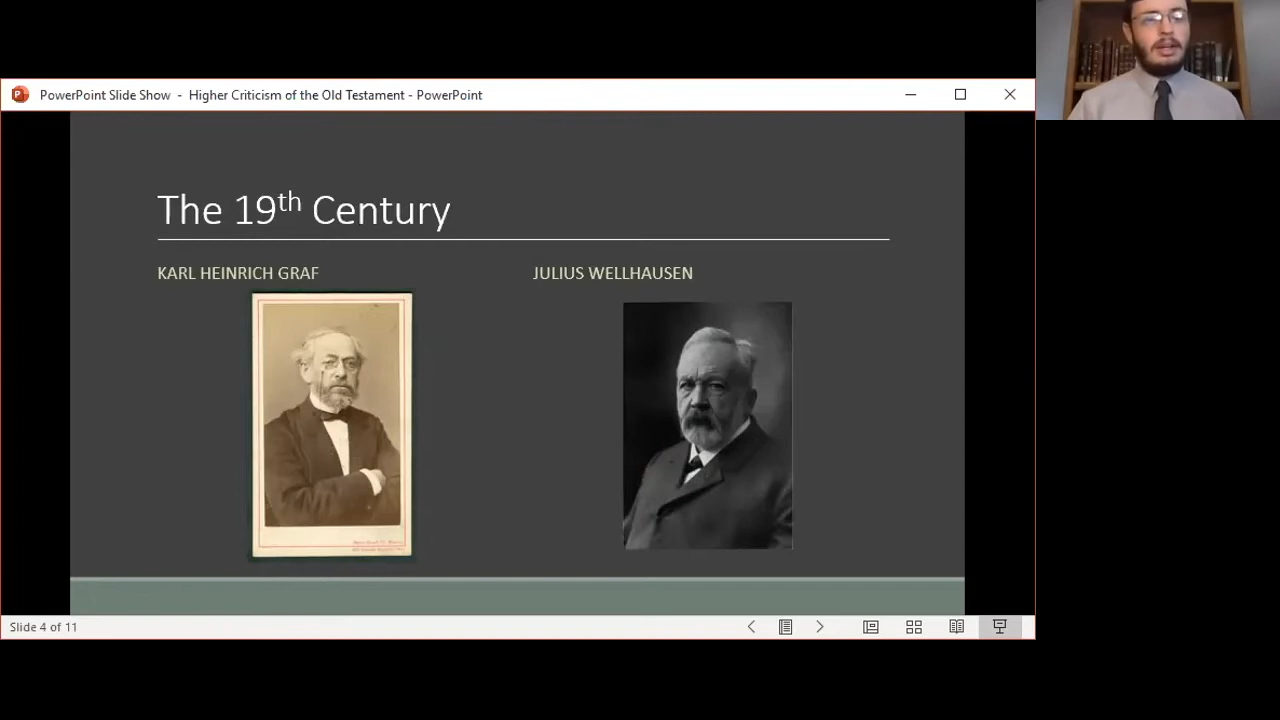 PowerPoint Slide Show - Higher Criticism of the Old Testament - PowerPoint
The 19th Century
KARL HEINRICH GRAF
JULIUS WELLHAUSEN
Slide 4 of 11